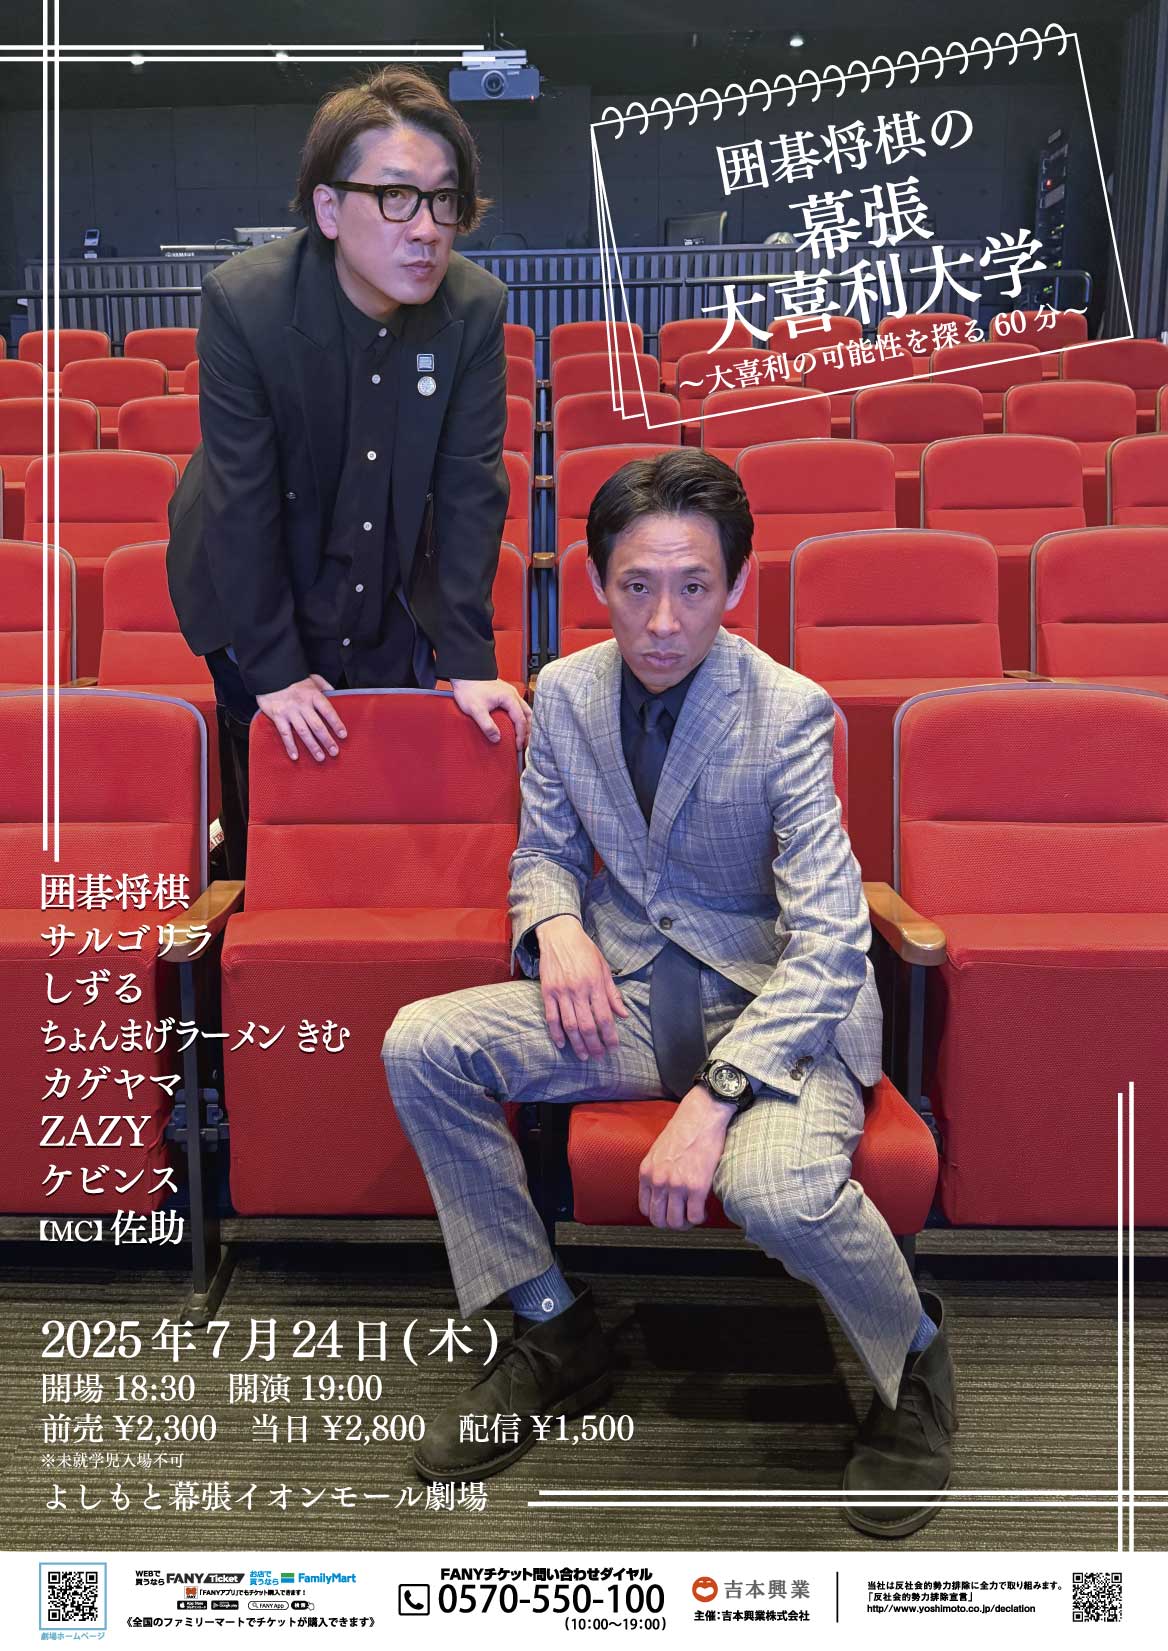 囲碁将棋の
幕張
大喜利大学
～大喜利の可能性を探る60分～
囲碁将棋
サルゴリラ
しずる
ちょんまげラーメン きむ
カゲヤマ
ZAZY
ケビンス
【MC】佐助
2025年7月24日(木)
開場 18:30　開演 19:00
前売 ¥2,300　当日 ¥2,800　配信 ¥1,500
※未就学児入場不可
よしもと幕張イオンモール劇場
劇場ホームページ
WEBで買うなら FANY Ticket お店で買うなら FamilyMart
「FANYアプリ」でもチケット購入できます！
FANY App 検索
《全国のファミリーマートでチケットが購入できます》
FANYチケット問い合わせダイヤル
0570-550-100
(10:00～19:00)
吉本興業
主催:吉本興業株式会社
当社は反社会的勢力排除に全力で取り組みます。
「反社会的勢力排除宣言」
http://www.yoshimoto.co.jp/declation